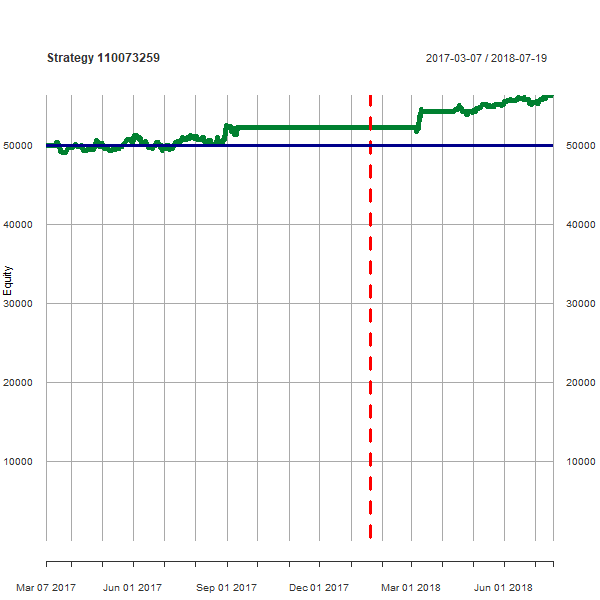 Strategy 110073259
2017-03-07 / 2018-07-19
Equity
50000
50000
40000
40000
30000
30000
20000
20000
10000
10000
Mar 07 2017
Jun 01 2017
Sep 01 2017
Dec 01 2017
Mar 01 2018
Jun 01 2018